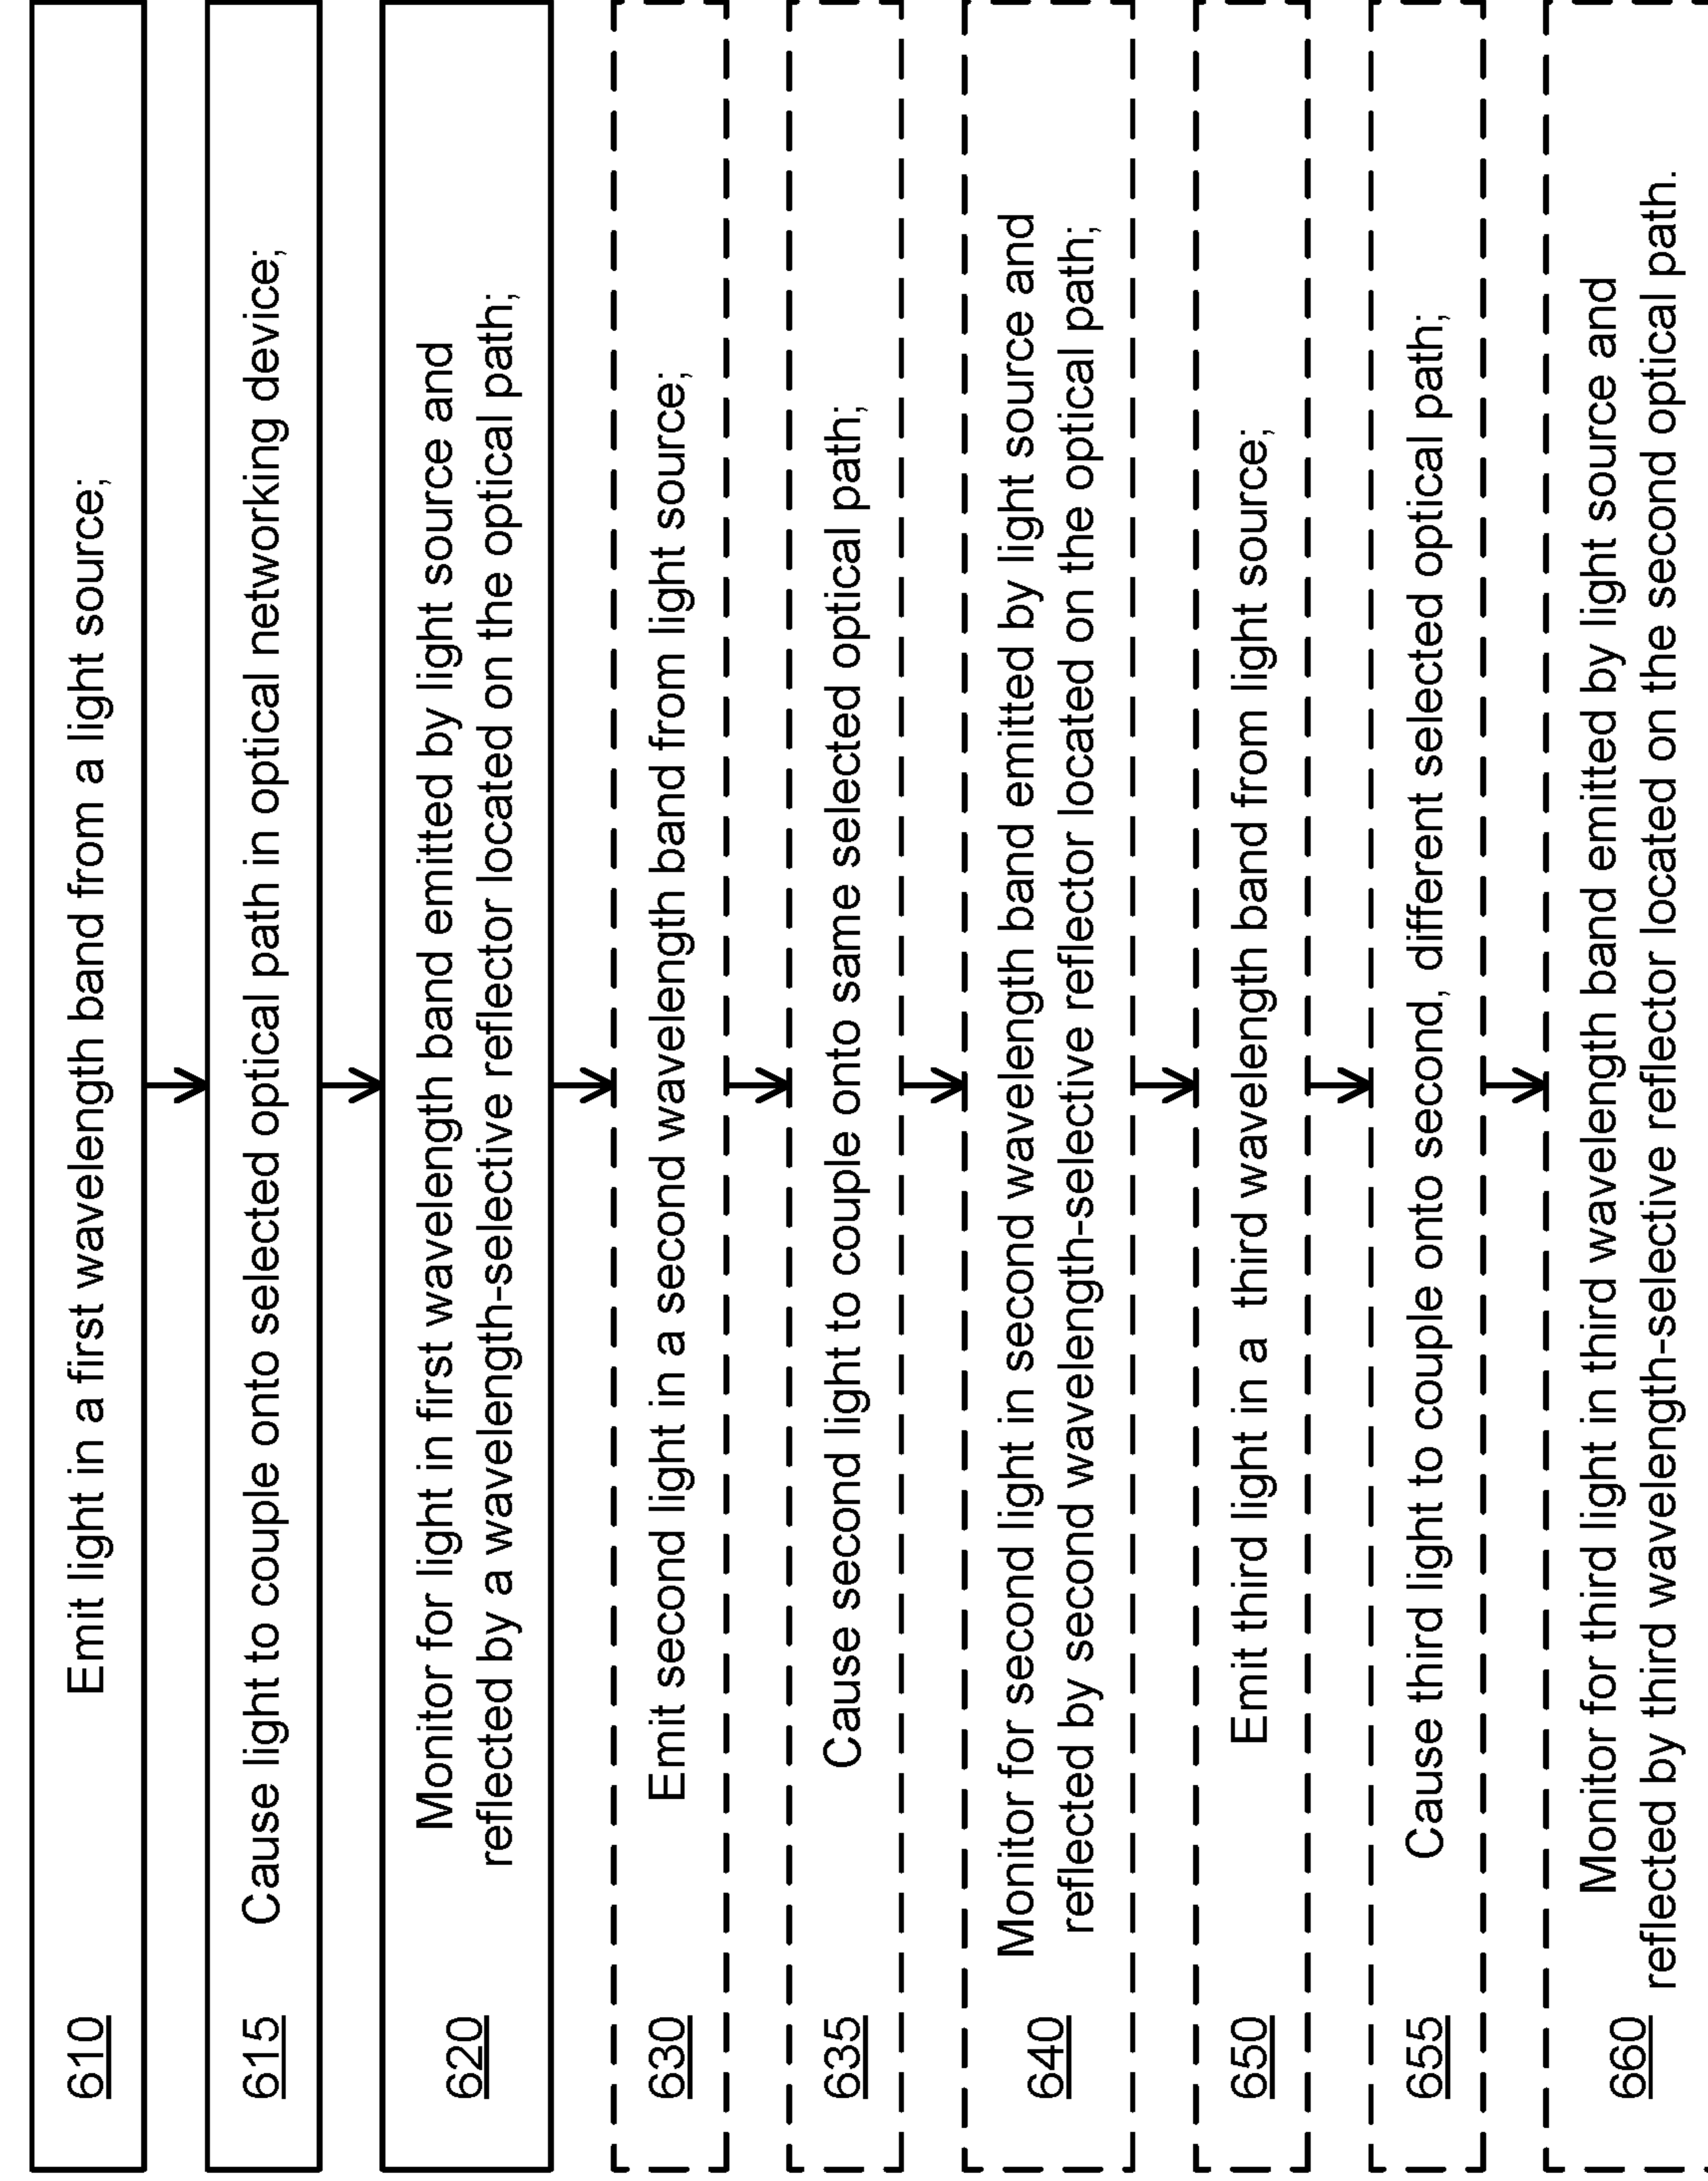 610
Emit light in a first wavelength band from a light source;
615
Cause light to couple onto selected optical path in optical networking device;
620
Monitor for light in first wavelength band emitted by light source and
reflected by a wavelength-selective reflector located on the optical path;
630
Emit second light in a second wavelength band from light source;
635
Cause second light to couple onto same selected optical path;
640
Monitor for second light in second wavelength band emitted by light source and
reflected by second wavelength-selective reflector located on the optical path;
650
Emit third light in a third wavelength band from light source;
655
Cause third light to couple onto second, different selected optical path;
660
Monitor for third light in third wavelength band emitted by light source and
reflected by third wavelength-selective reflector located on the second optical path.